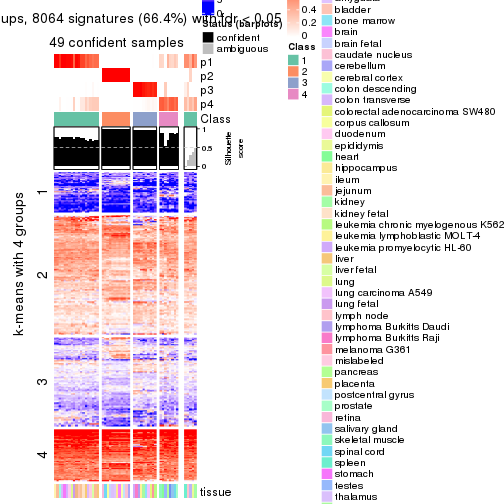 ups, 8064 signatures (66.4%) with fdr < 0.05
49 confident samples
p1
p2
p3
p4
Class
1
0.5
0
Silhouette
score
k-means with 4 groups
1
2
3
4
tissue
0
Status (barplots)
confident
ambiguous
0.4
0.2
0
Class
1
2
3
4
bladder
bone marrow
brain
brain fetal
caudate nucleus
cerebellum
cerebral cortex
colon descending
colon transverse
colorectal adenocarcinoma SW480
corpus callosum
duodenum
epididymis
heart
hippocampus
ileum
jejunum
kidney
kidney fetal
leukemia chronic myelogenous K562
leukemia lymphoblastic MOLT-4
leukemia promyelocytic HL-60
liver
liver fetal
lung
lung carcinoma A549
lung fetal
lymph node
lymphoma Burkitts Daudi
lymphoma Burkitts Raji
melanoma G361
mislabeled
pancreas
placenta
postcentral gyrus
prostate
retina
salivary gland
skeletal muscle
spinal cord
spleen
stomach
testes
thalamus